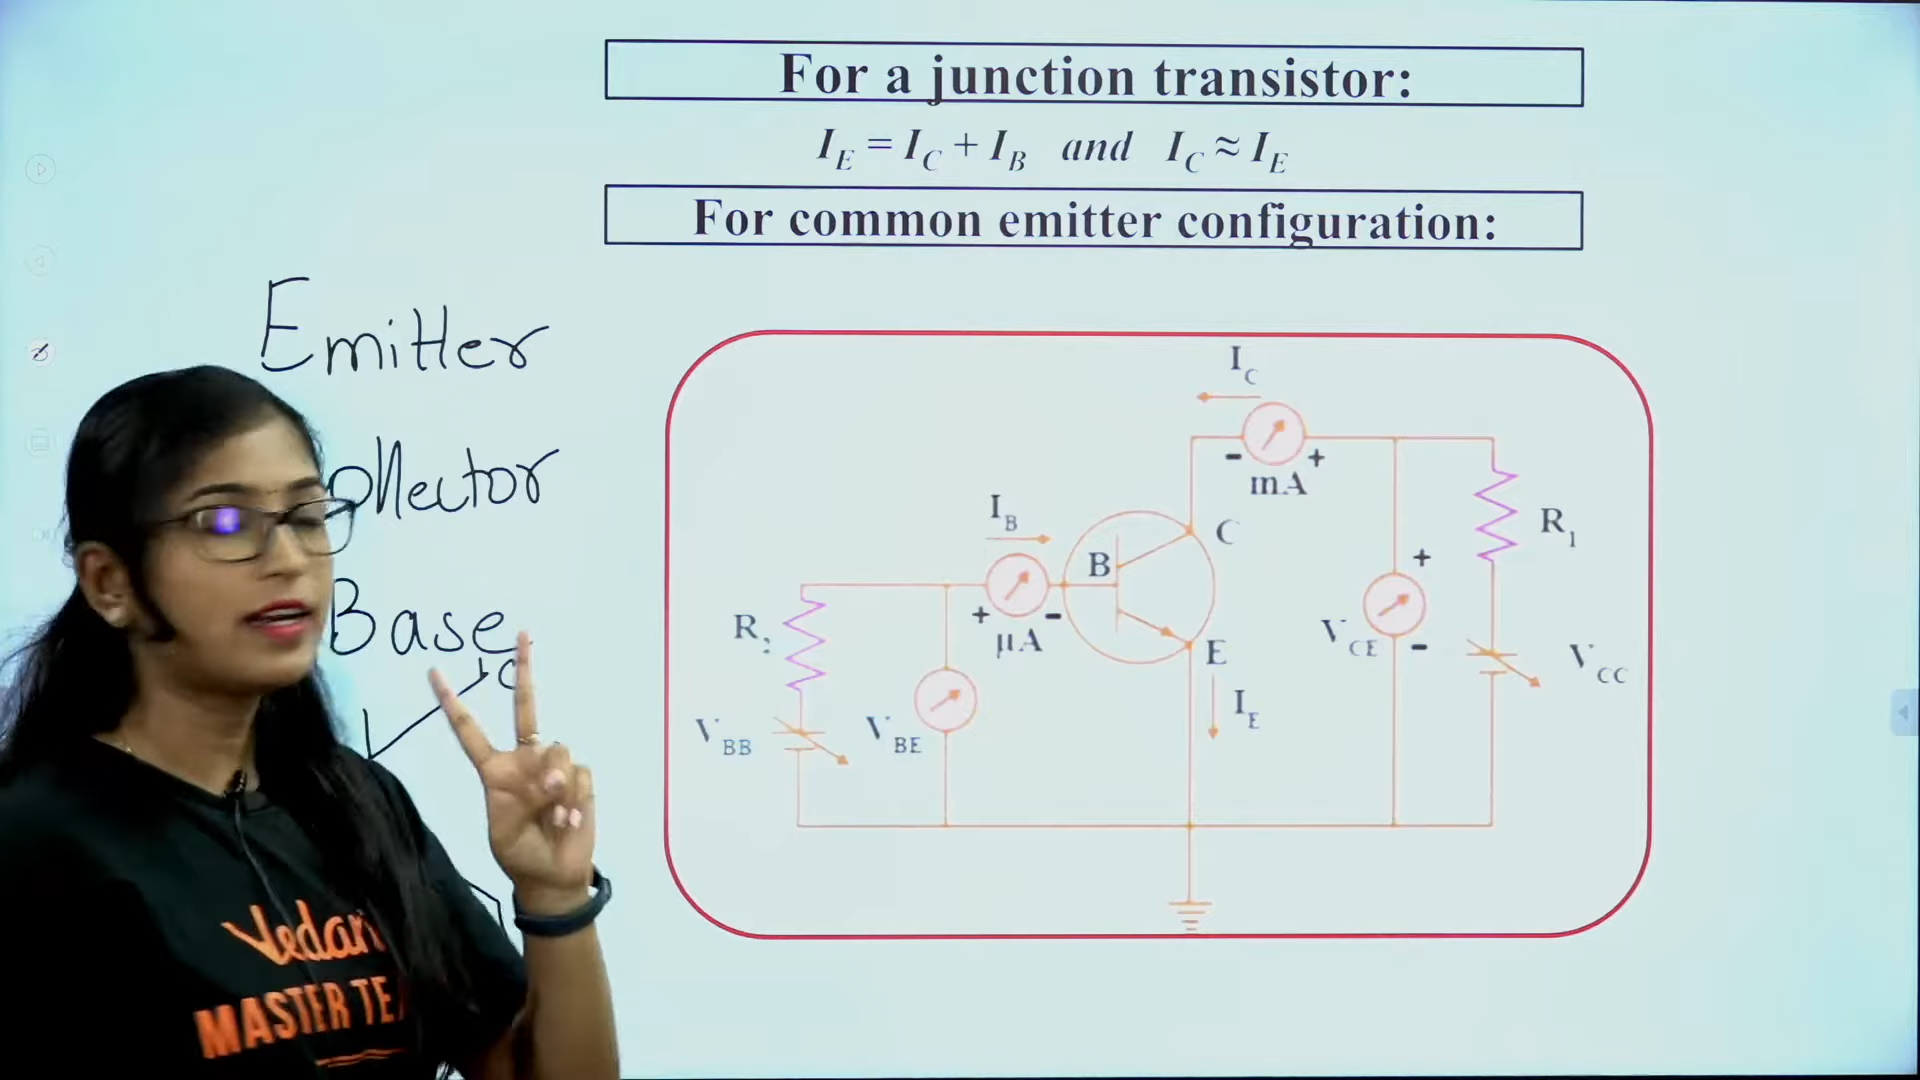 For a junction transistor:
I_E = I_C + I_B and I_C ≈ I_E
For common emitter configuration:
Emitter
ollector
Base
I_C
- +
mA
I_B
C
R_1
B
+ -
μA
R_2
E
+
V_CE -
V_CC
I_E
V_BB
V_BE
Vedan
MASTER TEA